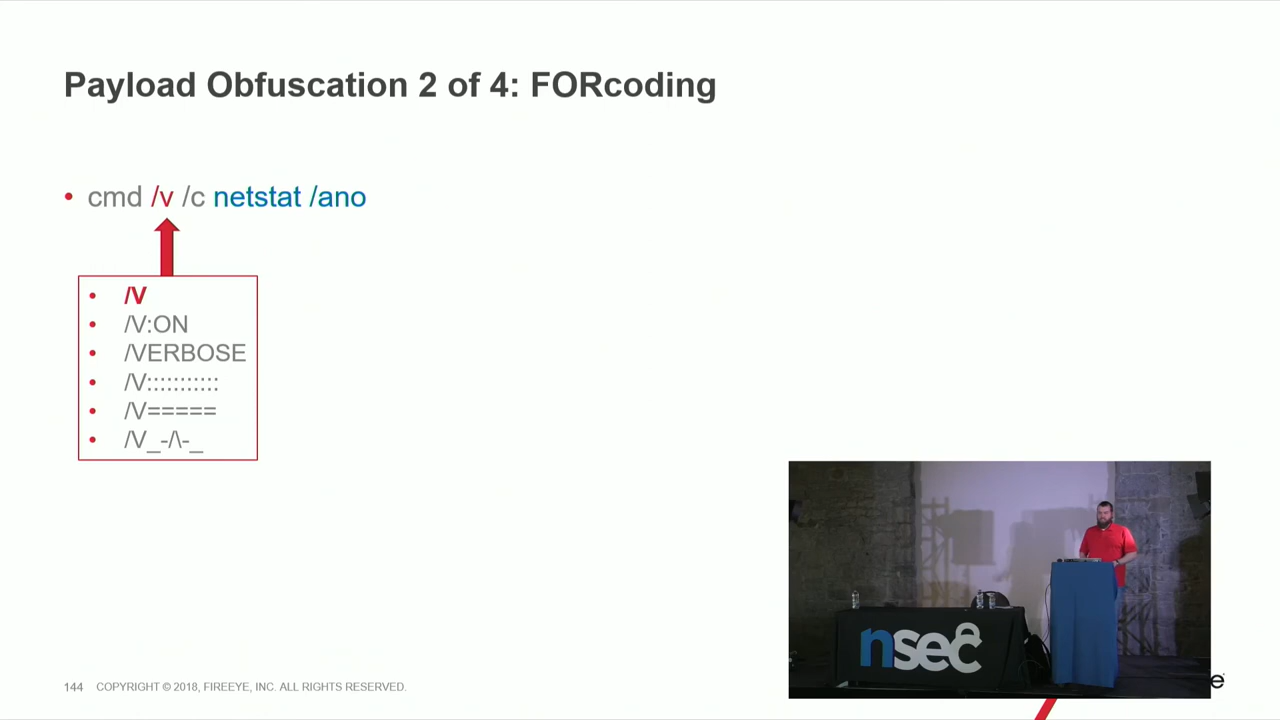 Payload Obfuscation 2 of 4: FORcoding
• cmd /v /c netstat /ano
• /V
• /V:ON
• /VERBOSE
• /V:::::::::::
• /V=====
• /V_-/\-_
nsec
144 COPYRIGHT © 2018, FIREEYE, INC. ALL RIGHTS RESERVED.